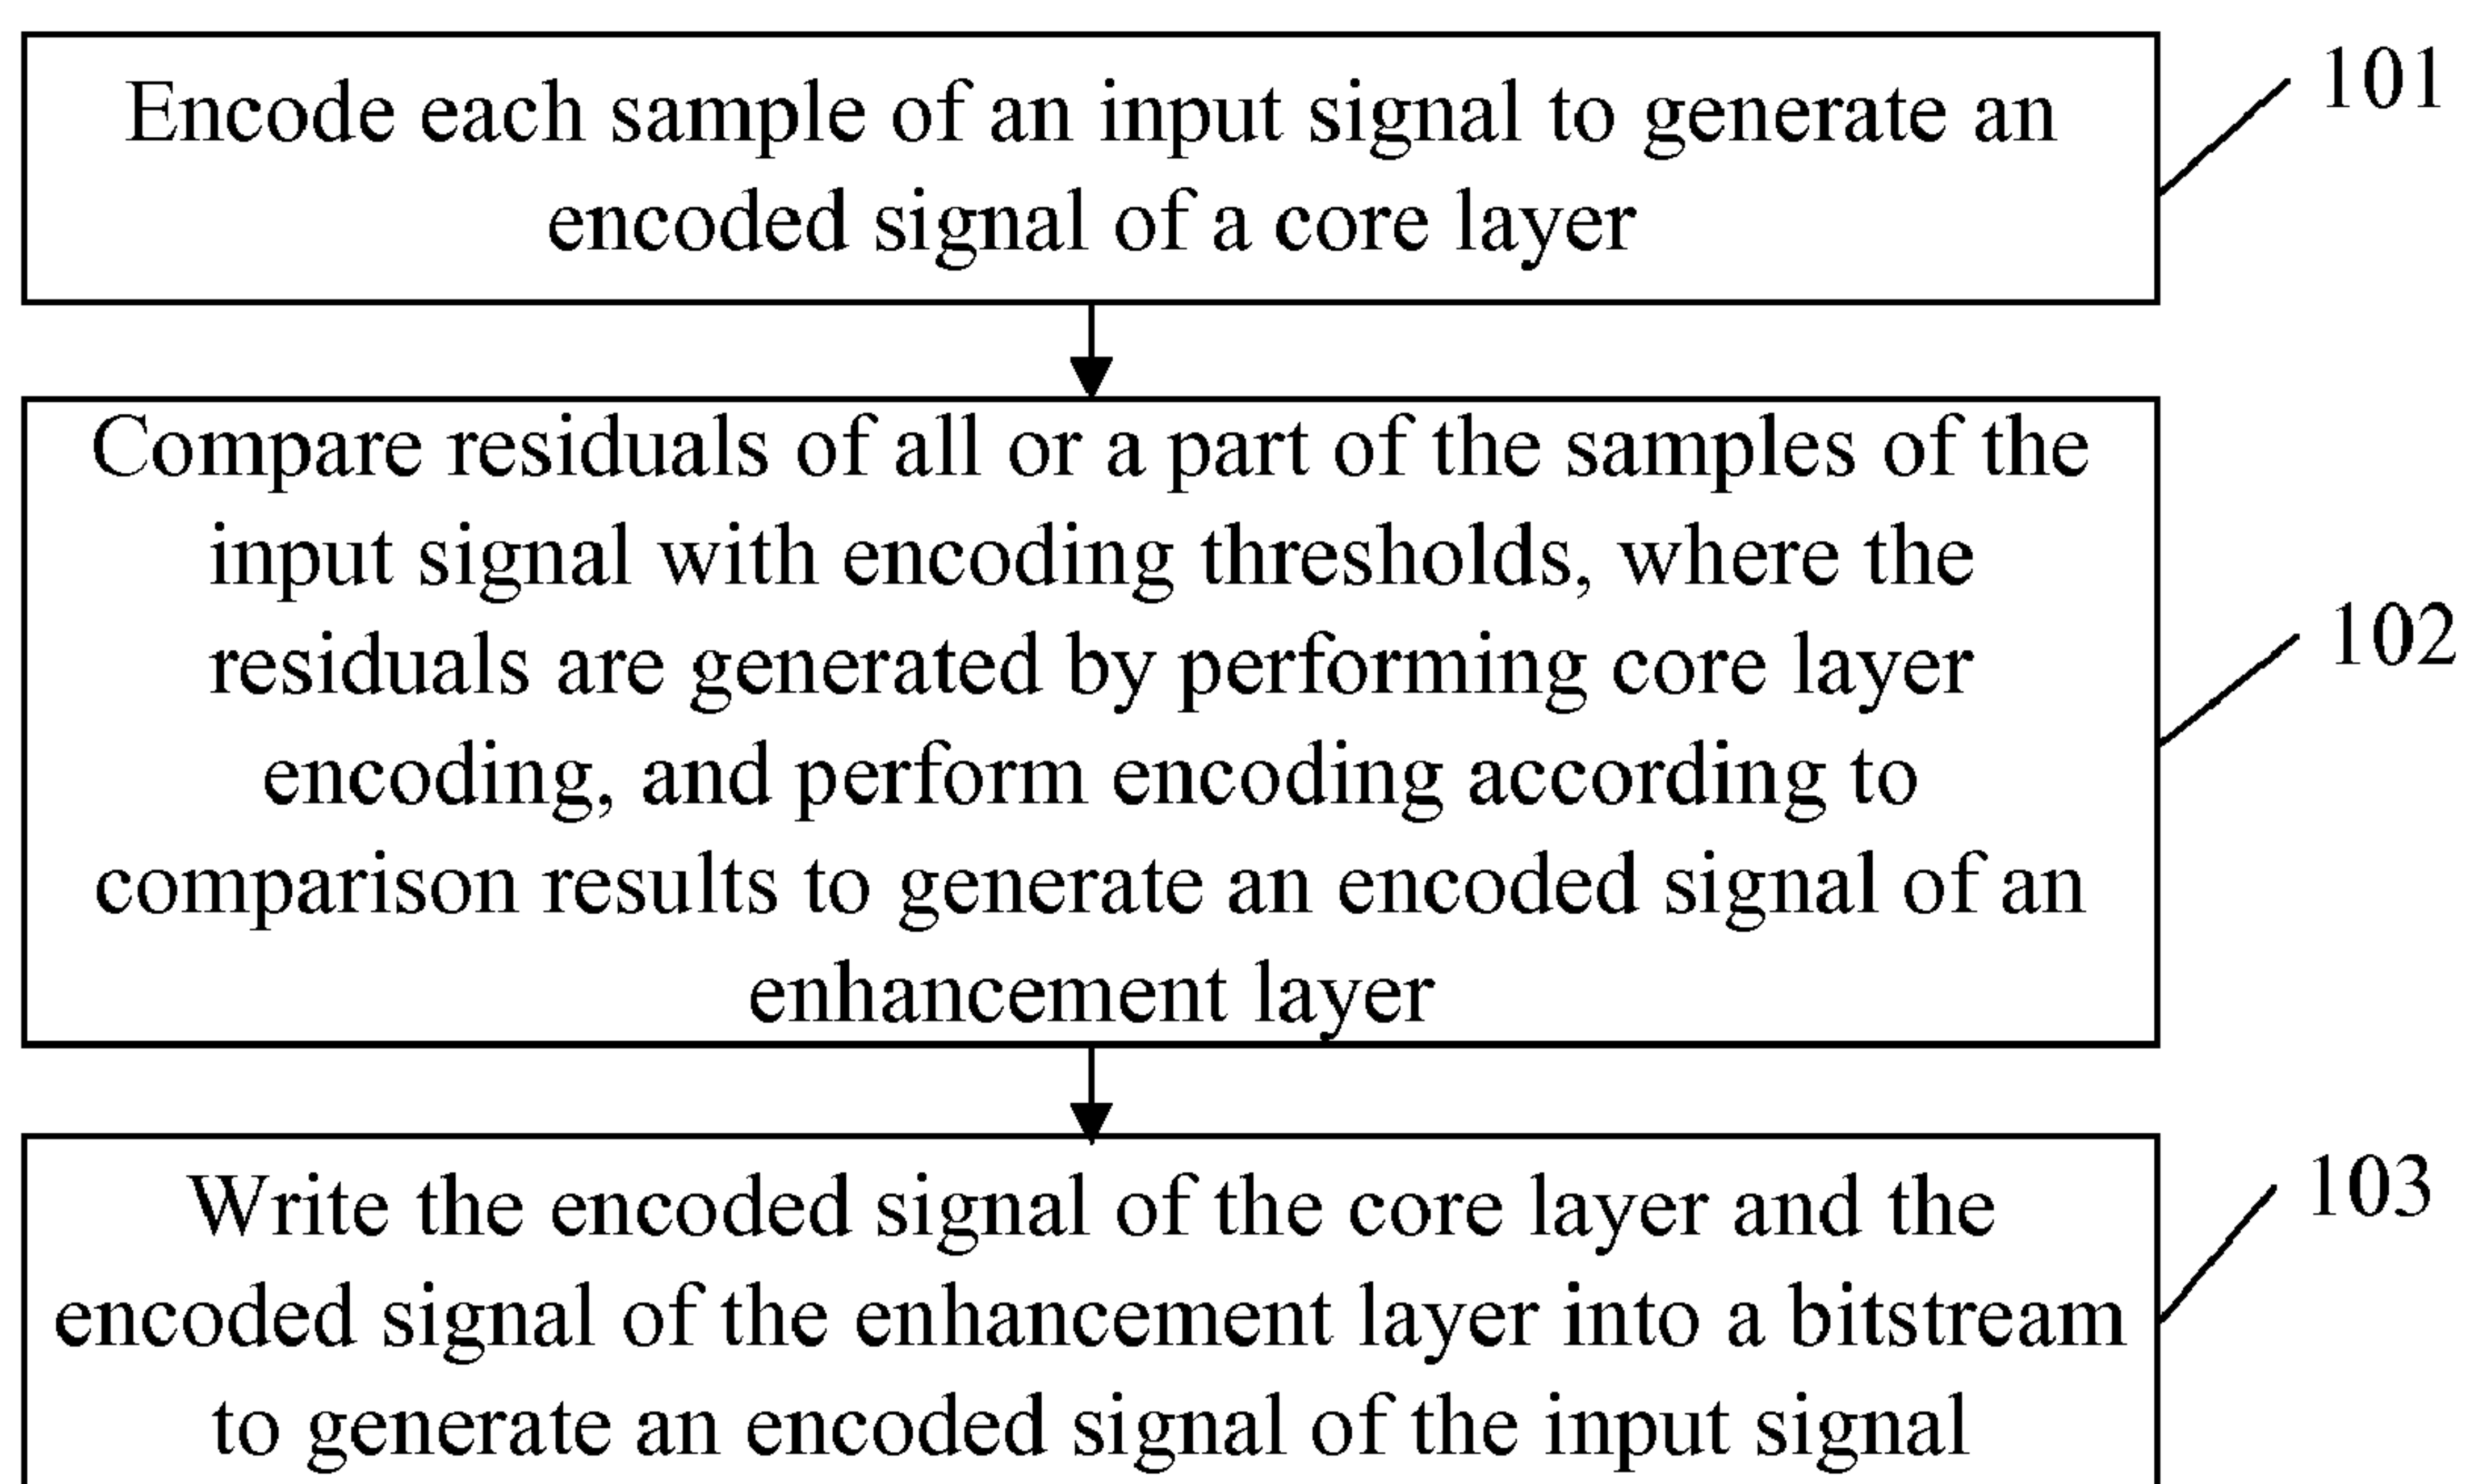 Encode each sample of an input signal to generate an
encoded signal of a core layer
101
Compare residuals of all or a part of the samples of the
input signal with encoding thresholds, where the
residuals are generated by performing core layer
encoding, and perform encoding according to
comparison results to generate an encoded signal of an
enhancement layer
102
Write the encoded signal of the core layer and the
encoded signal of the enhancement layer into a bitstream
to generate an encoded signal of the input signal
103